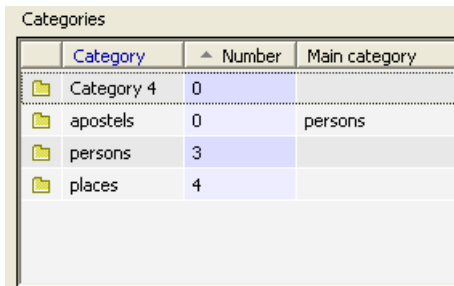 Categories
Category Number Main category
Category 4 0
apostels 0 persons
persons 3
places 4